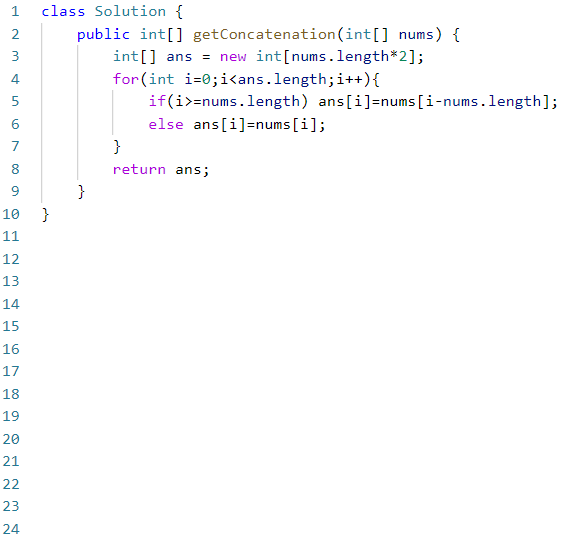 1 class Solution {
2     public int[] getConcatenation(int[] nums) {
3         int[] ans = new int[nums.length*2];
4         for(int i=0;i<ans.length;i++){
5             if(i>=nums.length) ans[i]=nums[i-nums.length];
6             else ans[i]=nums[i];
7         }
8         return ans;
9     }
10 }
11
12
13
14
15
16
17
18
19
20
21
22
23
24